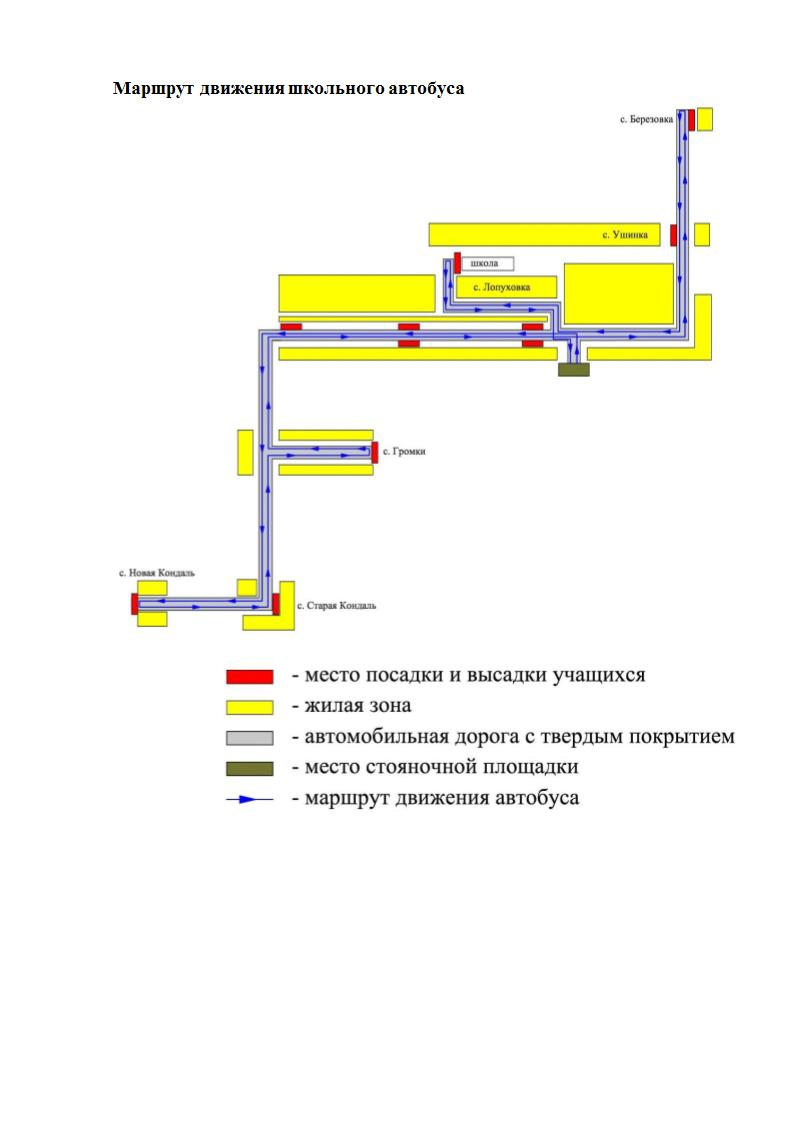 Маршрут движения школьного автобуса
с. Березовка
с. Ушинка
школа
с. Лопуховка
с. Громки
с. Новая Кондаль
с. Старая Кондаль
- место посадки и высадки учащихся
- жилая зона
- автомобильная дорога с твердым покрытием
- место стояночной площадки
- маршрут движения автобуса